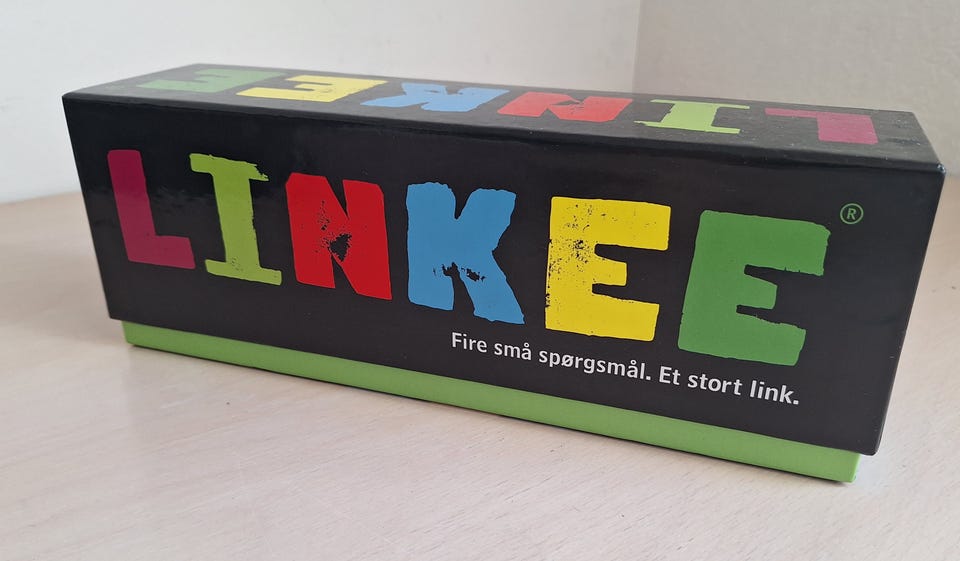 LINKEE
LINKEE®
Fire små spørgsmål. Et stort link.